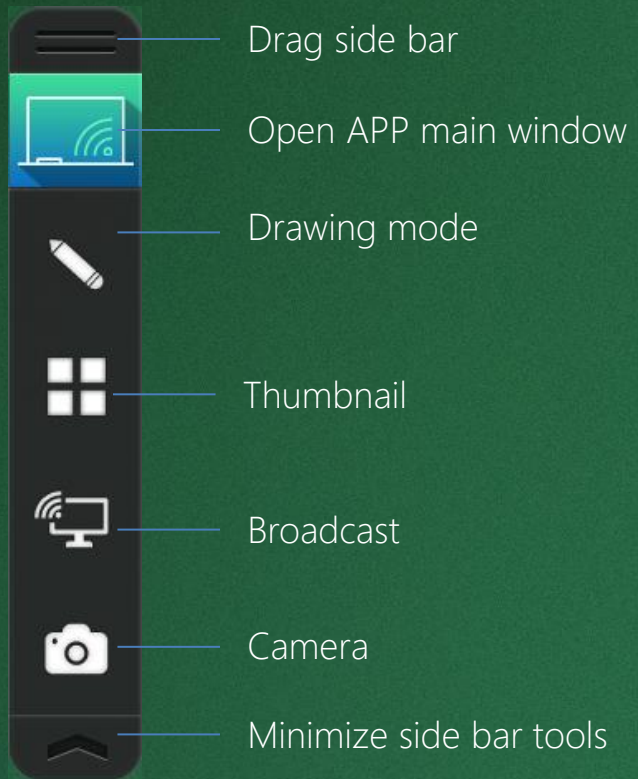 Drag side bar
Open APP main window
Drawing mode
Thumbnail
Broadcast
Camera
Minimize side bar tools